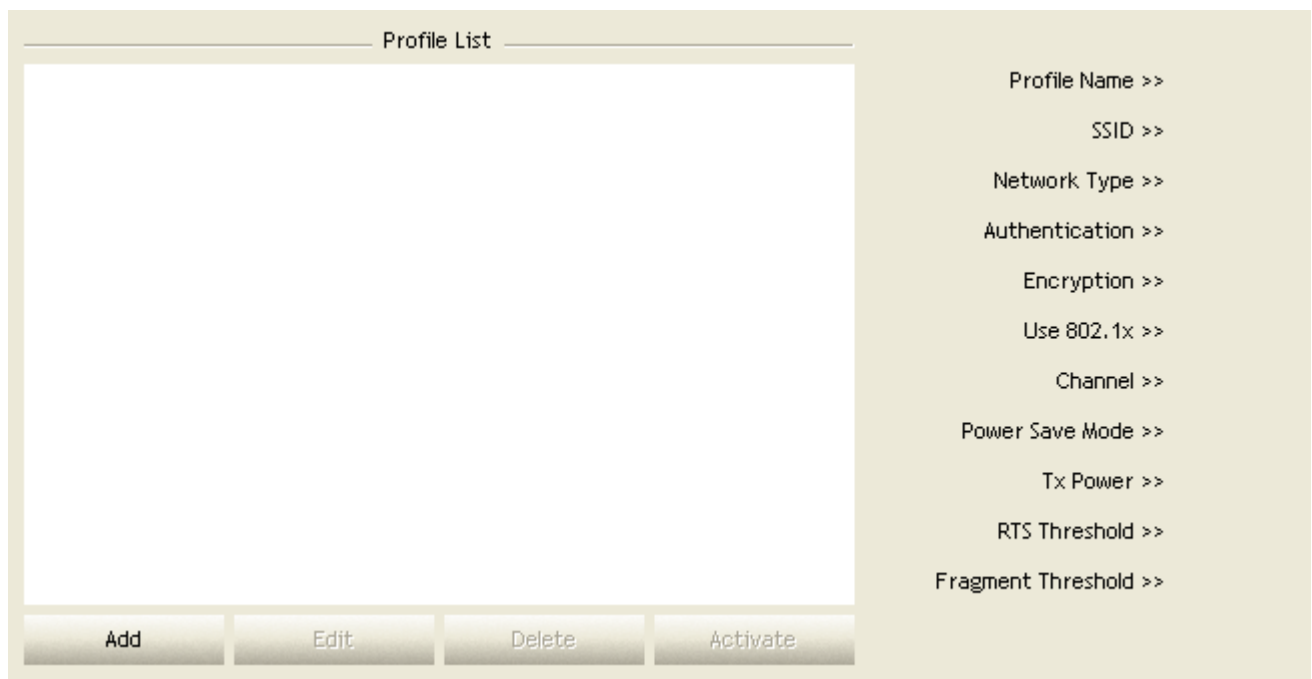 Profile List
Profile Name >>
SSID >>
Network Type >>
Authentication >>
Encryption >>
Use 802.1x >>
Channel >>
Power Save Mode >>
Tx Power >>
RTS Threshold >>
Fragment Threshold >>
Add Edit Delete Activate